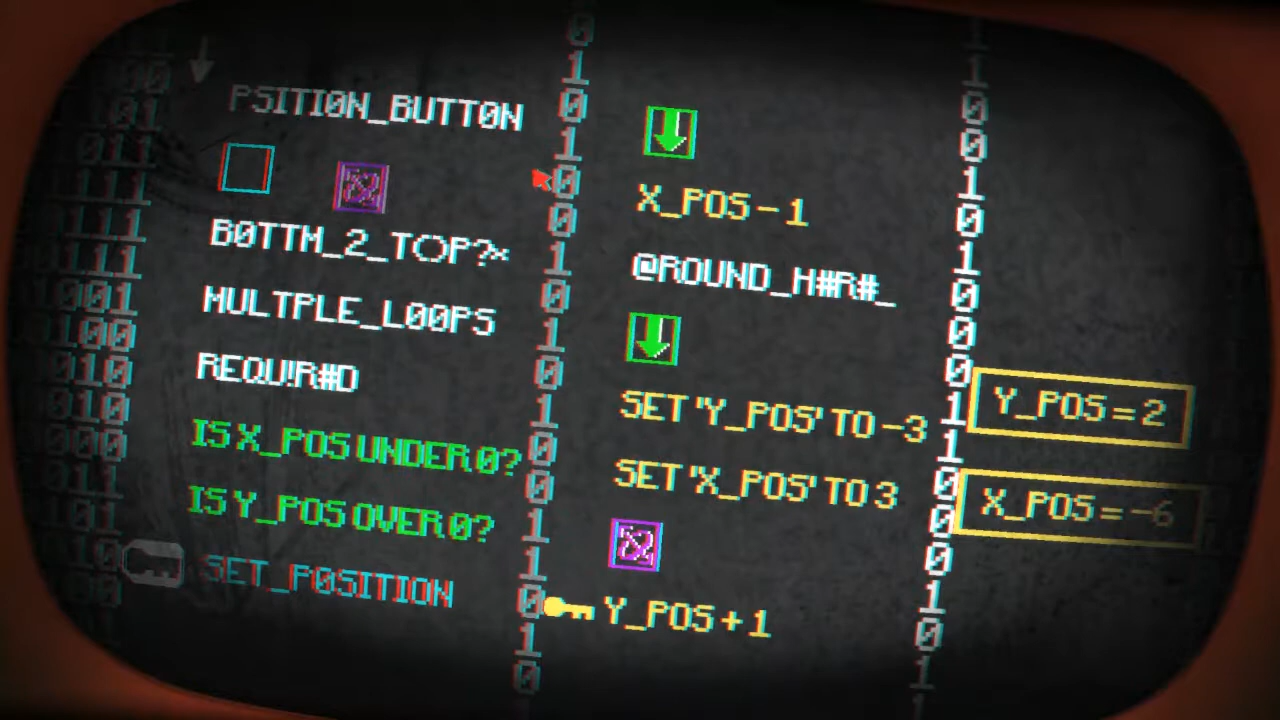 PSITI0N_BUTT0N
B0TTM_2_TOP?×
MULTPLE_L00PS
REQU!R#D
IS X_POS UNDER 0?
IS Y_POS OVER 0?
SET_P0SITI0N
X_POS - 1
@ROUND_H#R#_
SET 'Y_POS' TO -3
SET 'X_POS' TO 3
Y_POS + 1
Y_POS = 2
X_POS = -6